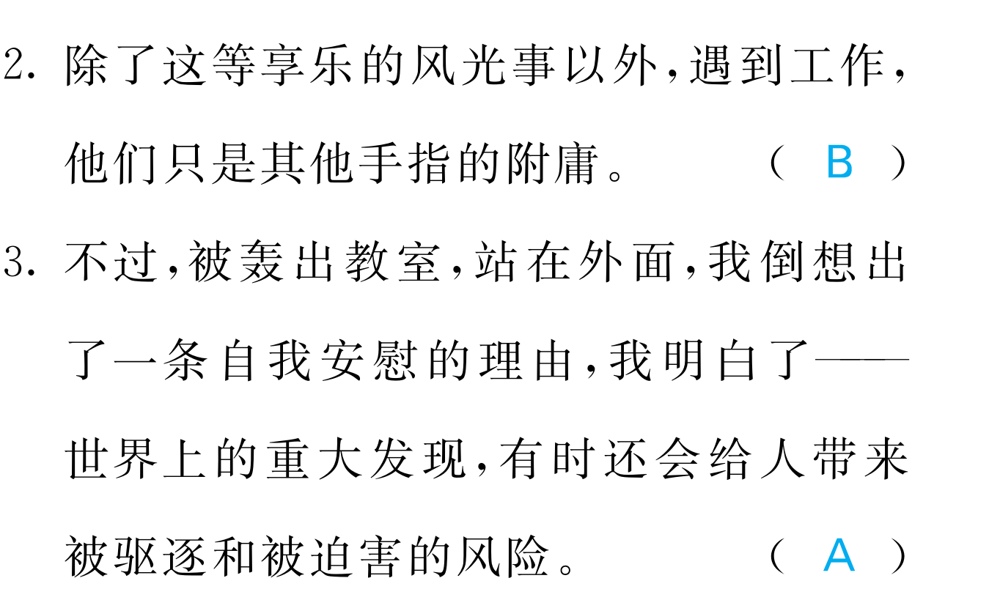 2. 除了这等享乐的风光事以外,遇到工作,
他们只是其他手指的附庸。 ( B )
3. 不过,被轰出教室,站在外面,我倒想出
了一条自我安慰的理由,我明白了——
世界上的重大发现,有时还会给人带来
被驱逐和被迫害的风险。 ( A )